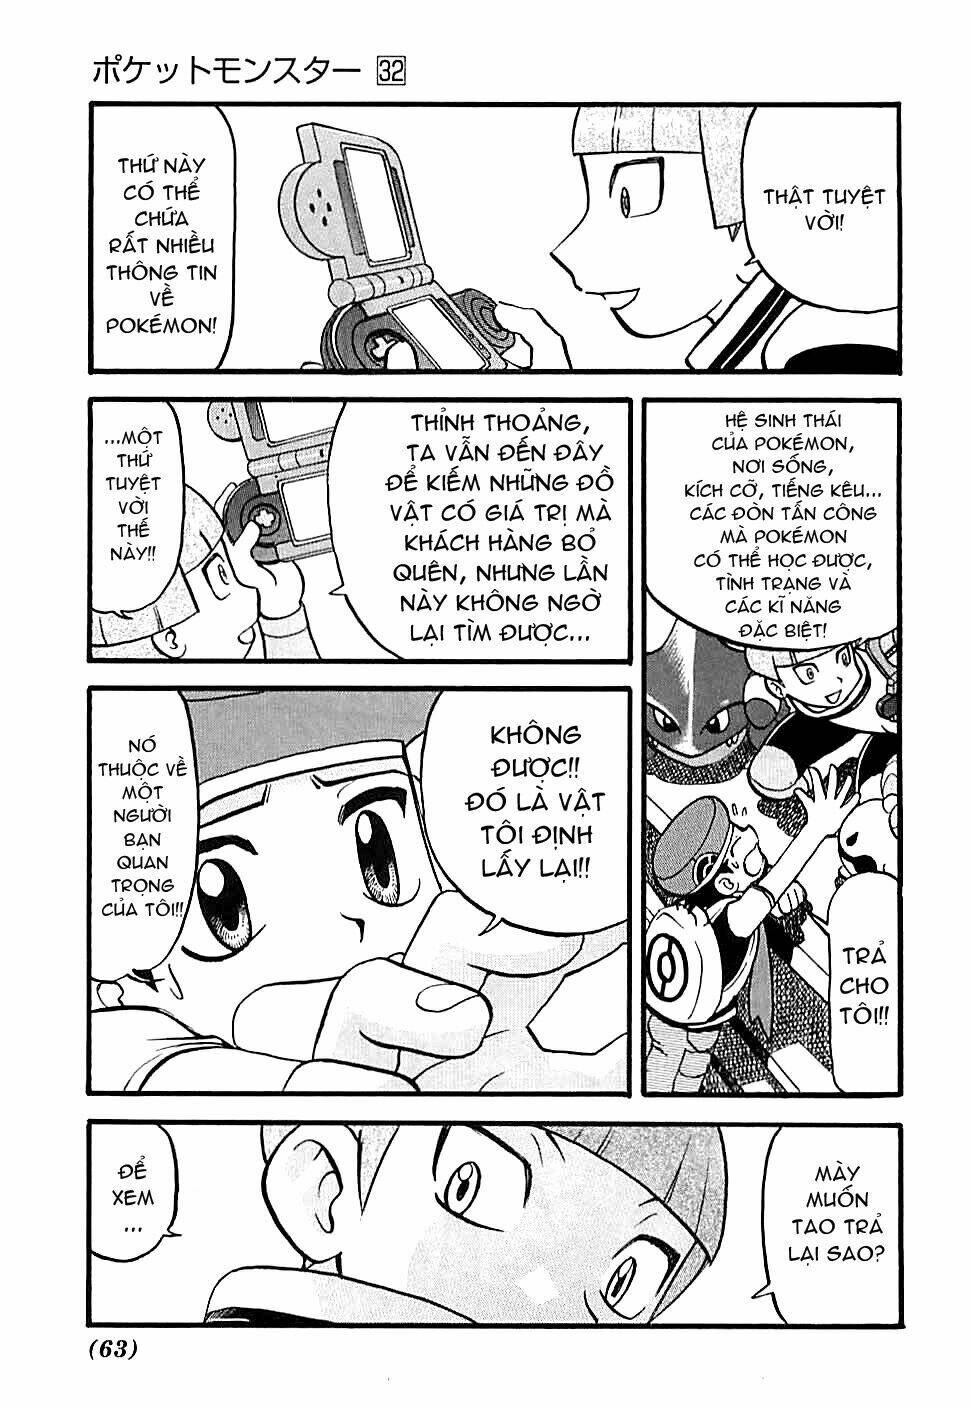 ポケットモンスター 32
THẬT TUYỆT
VỜI!
THỨ NÀY
CÓ THỂ
CHỨA
RẤT NHIỀU
THÔNG TIN
VỀ
POKÉMON!
HỆ SINH THÁI
CỦA POKÉMON,
NƠI SỐNG,
KÍCH CỠ, TIẾNG KÊU...
CÁC ĐÒN TẤN CÔNG
MÀ POKÉMON
CÓ THỂ HỌC ĐƯỢC,
TÌNH TRẠNG VÀ
CÁC KĨ NĂNG
ĐẶC BIỆT!
TRẢ
CHO
TÔI!!
THỈNH THOẢNG,
TA VẪN ĐẾN ĐÂY
ĐỂ KIẾM NHỮNG ĐỒ
VẬT CÓ GIÁ TRỊ MÀ
KHÁCH HÀNG BỎ
QUÊN, NHƯNG LẦN
NÀY KHÔNG NGỜ
LẠI TÌM ĐƯỢC...
...MỘT
THỨ
TUYỆT
VỜI
THẾ
NÀY!!
KHÔNG
ĐƯỢC!!
ĐÓ LÀ VẬT
TÔI ĐỊNH
LẤY LẠI!!
NÓ
THUỘC VỀ
MỘT
NGƯỜI
BẠN
QUAN
TRỌNG
CỦA TÔI!!
MÀY
MUỐN
TAO TRẢ
LẠI SAO?
ĐỂ
XEM
...
(63)